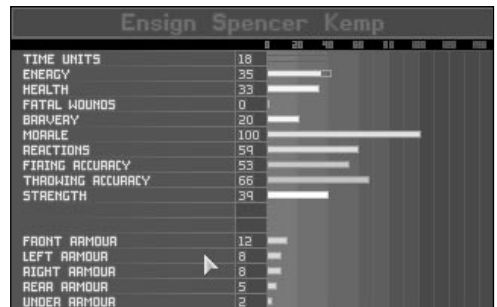 Ensign Spencer Kemp
0 20 40 60 80 100 120 140
TIME UNITS 18
ENERGY 35
HEALTH 33
FATAL WOUNDS 0
BRAVERY 20
MORALE 100
REACTIONS 59
FIRING ACCURACY 53
THROWING ACCURACY 66
STRENGTH 39
FRONT ARMOUR 12
LEFT ARMOUR 8
RIGHT ARMOUR 8
REAR ARMOUR 5
UNDER ARMOUR 2